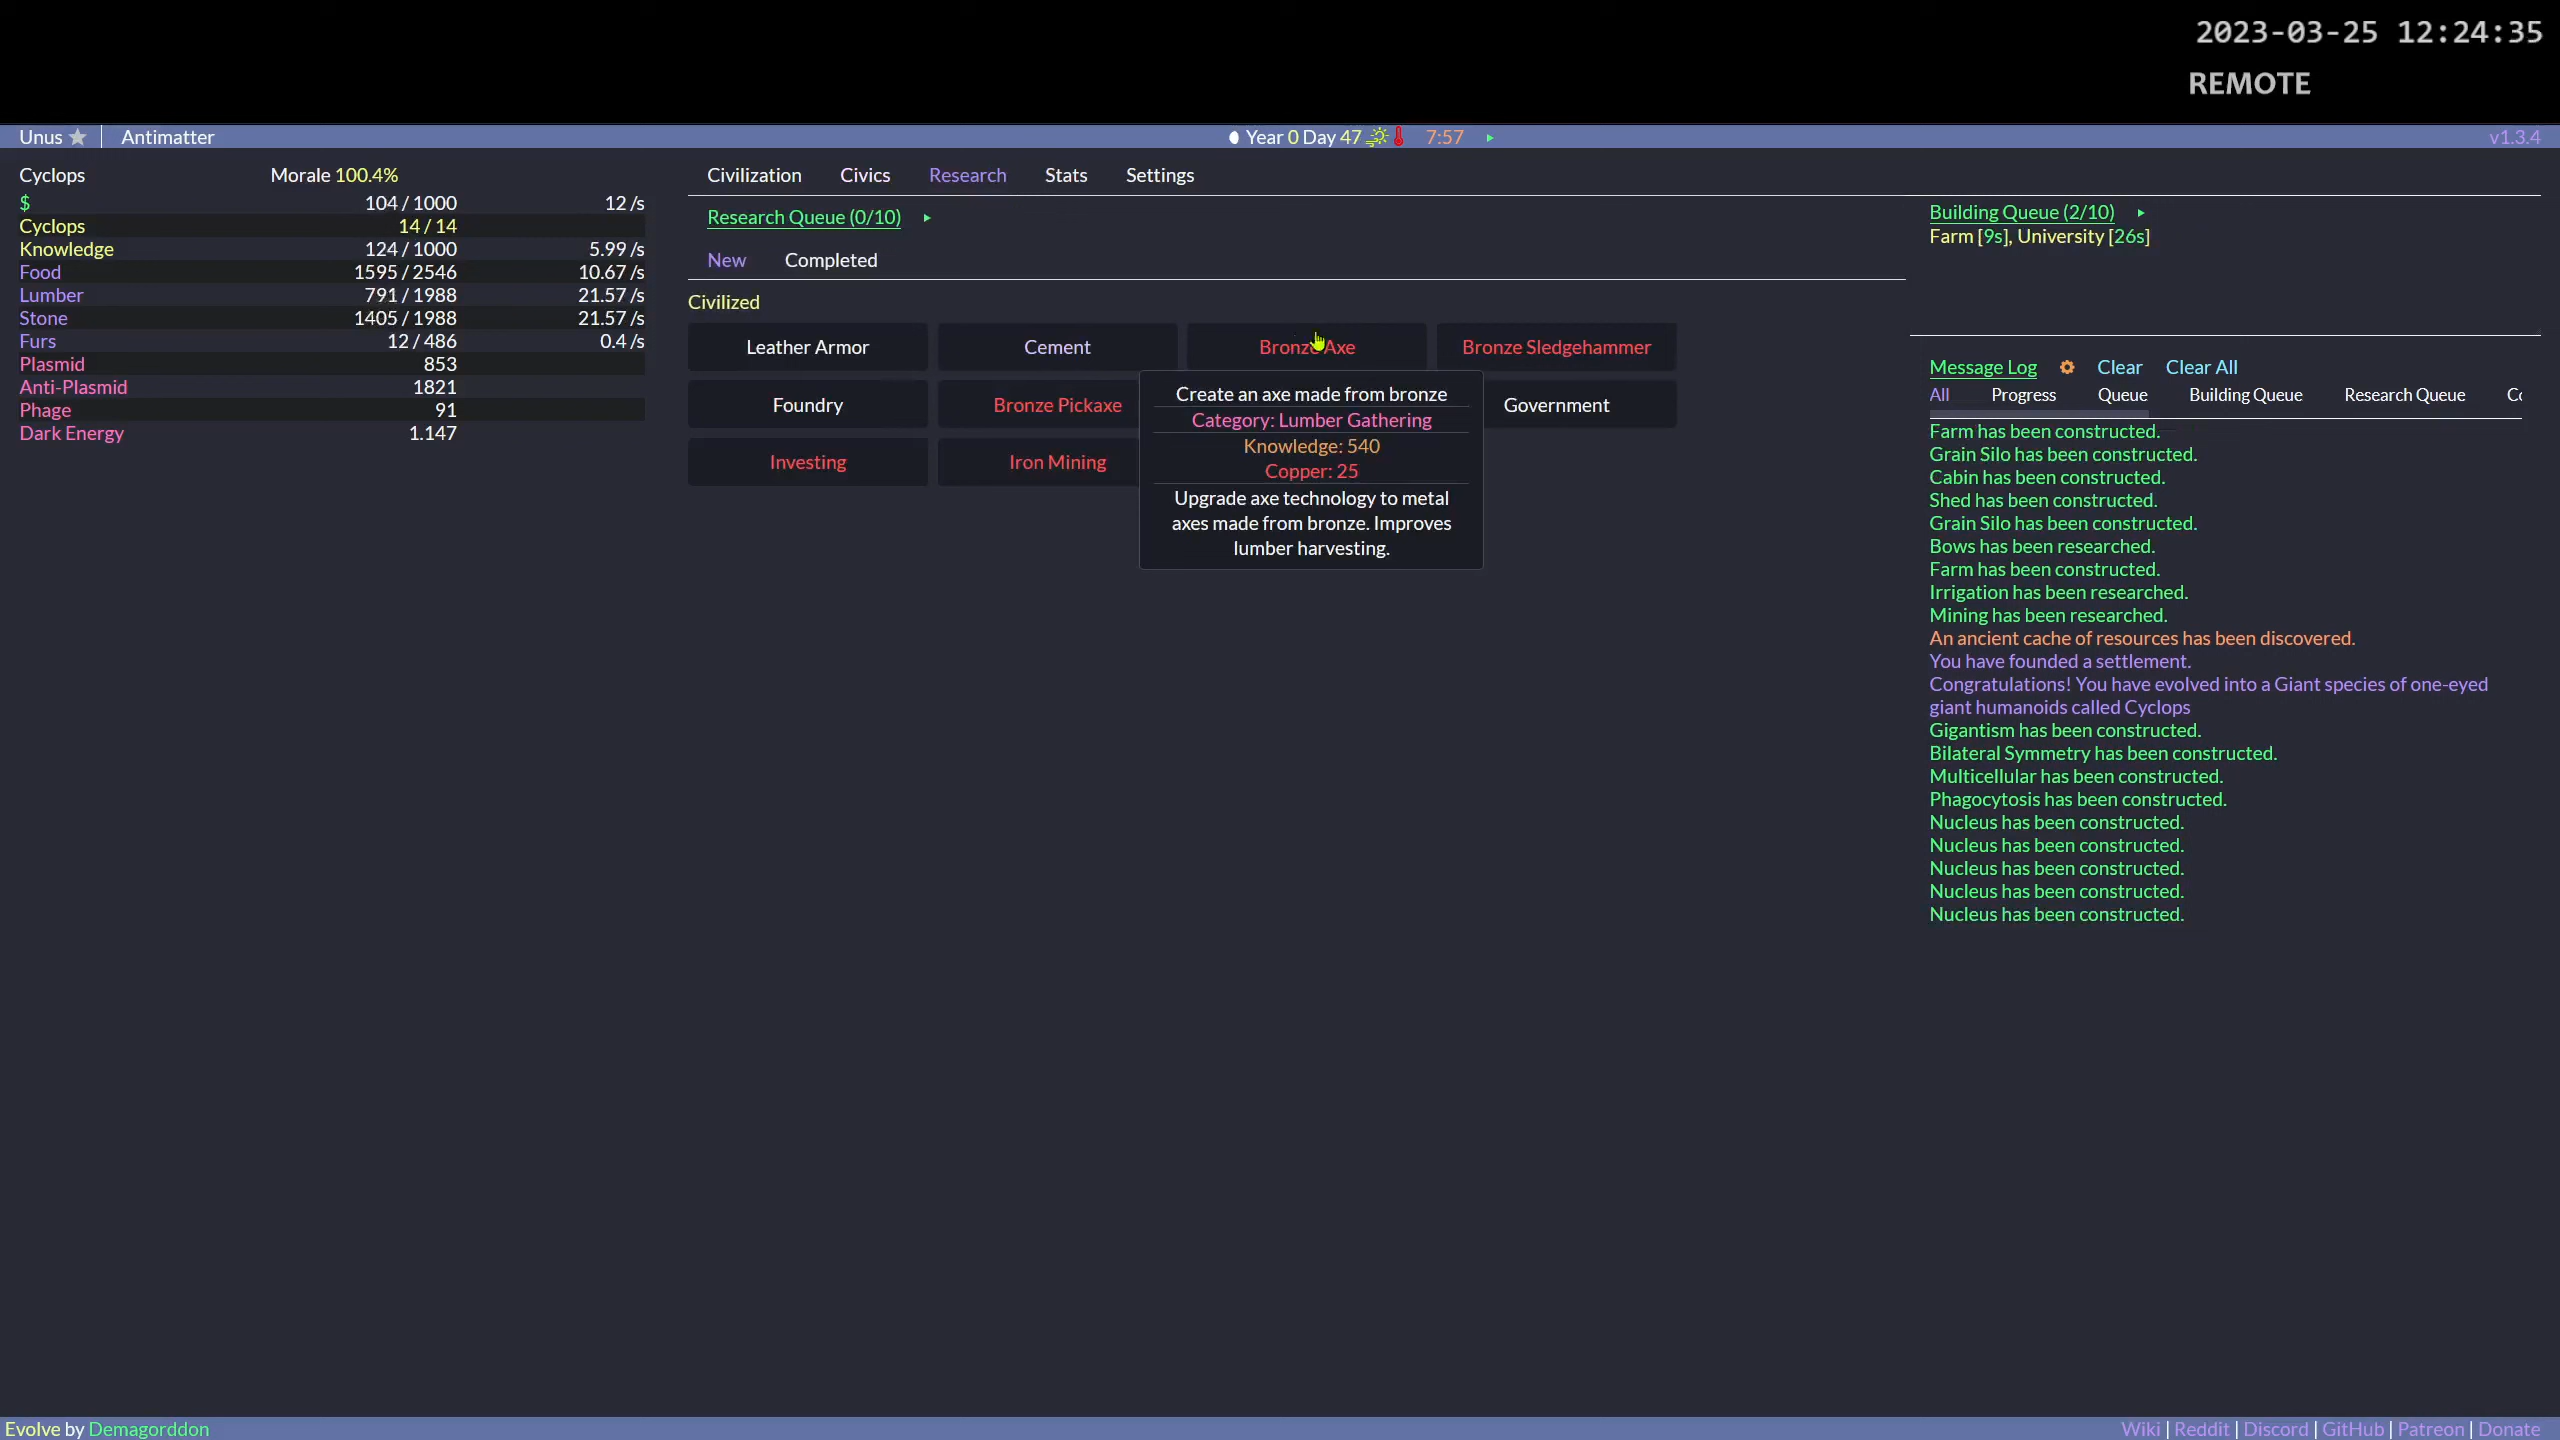 2023-03-25 12:24:35
REMOTE
Unus | Antimatter
Year 0 Day 47 7:57
v1.3.4
Cyclops Morale 100.4%
$ 104 / 1000 12 /s
Cyclops 14 / 14
Knowledge 124 / 1000 5.99 /s
Food 1595 / 2546 10.67 /s
Lumber 791 / 1988 21.57 /s
Stone 1405 / 1988 21.57 /s
Furs 12 / 486 0.4 /s
Plasmid 853
Anti-Plasmid 1821
Phage 91
Dark Energy 1.147
Civilization Civics Research Stats Settings
Research Queue (0/10)
New Completed
Civilized
Leather Armor Cement Bronze Axe Bronze Sledgehammer
Foundry Bronze Pickaxe Government
Investing Iron Mining
Create an axe made from bronze
Category: Lumber Gathering
Knowledge: 540
Copper: 25
Upgrade axe technology to metal
axes made from bronze. Improves
lumber harvesting.
Building Queue (2/10)
Farm [9s], University [26s]
Message Log Clear Clear All
All Progress Queue Building Queue Research Queue
Farm has been constructed.
Grain Silo has been constructed.
Cabin has been constructed.
Shed has been constructed.
Grain Silo has been constructed.
Bows has been researched.
Farm has been constructed.
Irrigation has been researched.
Mining has been researched.
An ancient cache of resources has been discovered.
You have founded a settlement.
Congratulations! You have evolved into a Giant species of one-eyed
giant humanoids called Cyclops
Gigantism has been constructed.
Bilateral Symmetry has been constructed.
Multicellular has been constructed.
Phagocytosis has been constructed.
Nucleus has been constructed.
Nucleus has been constructed.
Nucleus has been constructed.
Nucleus has been constructed.
Nucleus has been constructed.
Evolve by Demagorddon
Wiki | Reddit | Discord | GitHub | Patreon | Donate